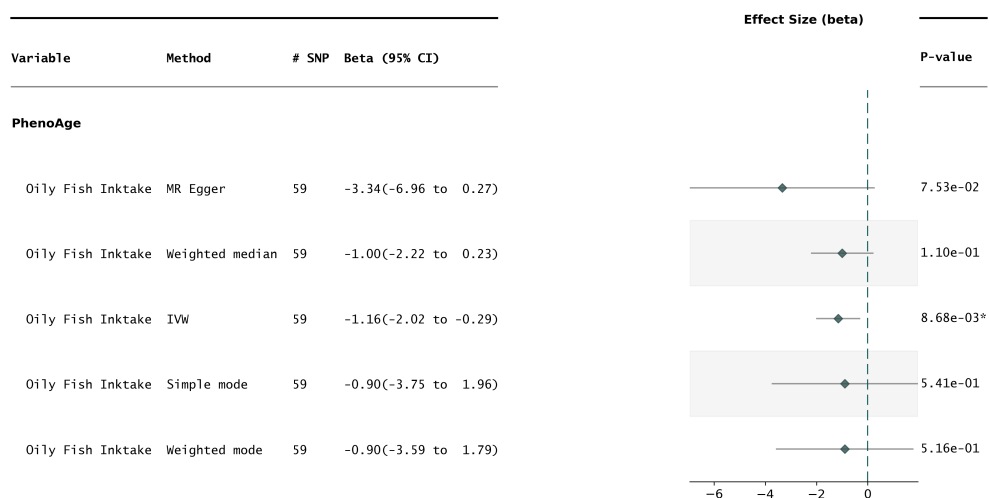 Effect Size (beta)
Variable Method # SNP Beta (95% CI) P-value
PhenoAge
Oily Fish Inktake MR Egger 59 -3.34(-6.96 to 0.27) 7.53e-02
Oily Fish Inktake Weighted median 59 -1.00(-2.22 to 0.23) 1.10e-01
Oily Fish Inktake IVW 59 -1.16(-2.02 to -0.29) 8.68e-03*
Oily Fish Inktake Simple mode 59 -0.90(-3.75 to 1.96) 5.41e-01
Oily Fish Inktake Weighted mode 59 -0.90(-3.59 to 1.79) 5.16e-01
−6 −4 −2 0